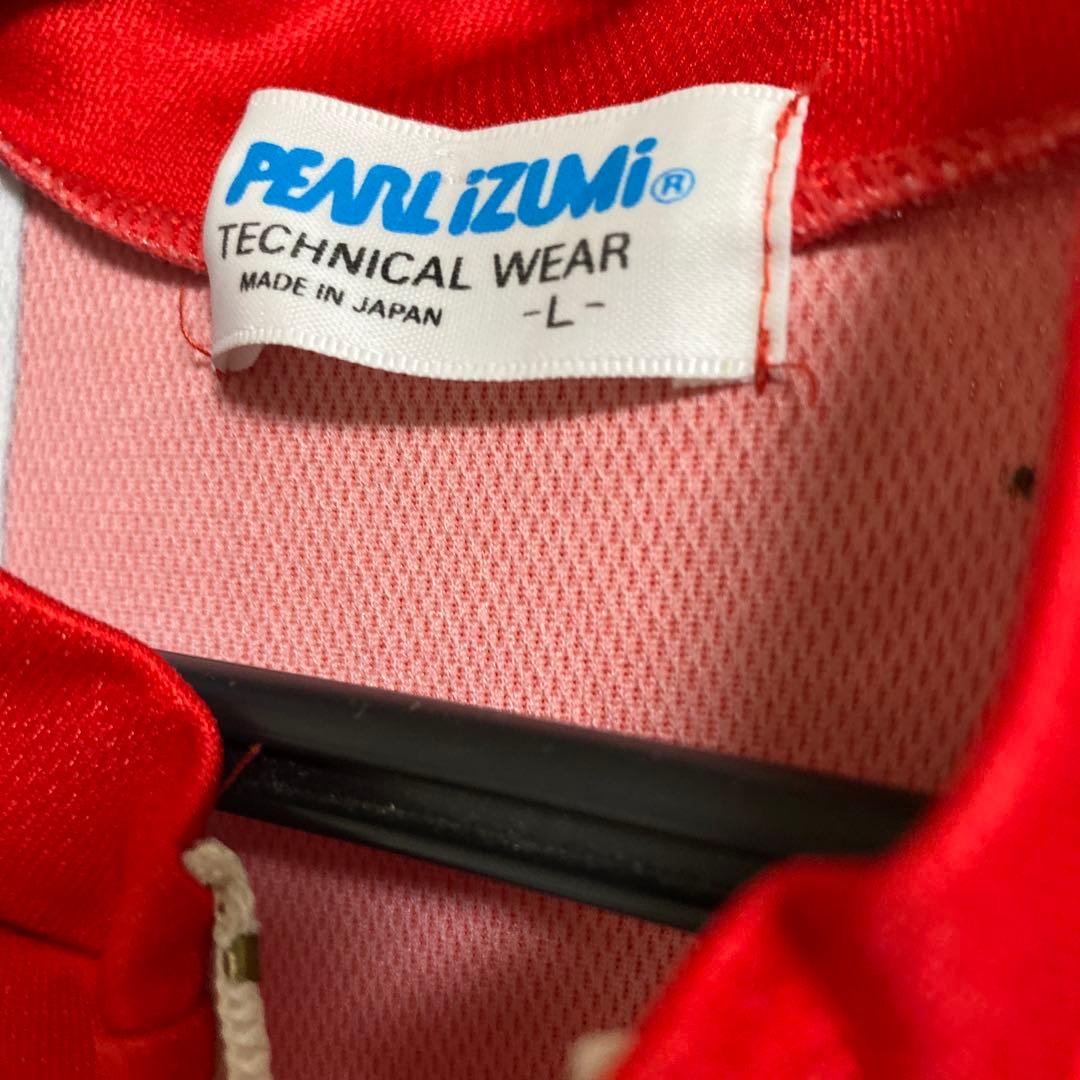 PEARL iZUMi®
TECHNICAL WEAR
MADE IN JAPAN
-L-